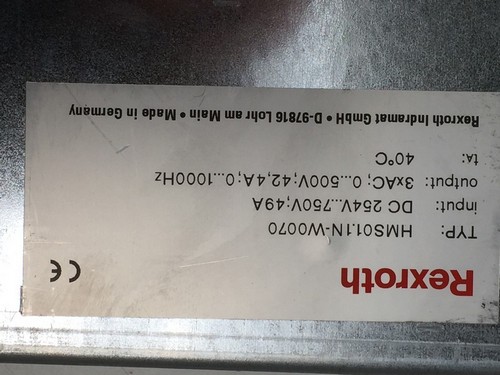 Rexroth
CE
TYP: HMS01.1N-W0070
input: DC 254V...750V; 49A
output: 3xAC; 0...500V; 42,4A; 0...1000Hz
ta: 40°C
Rexroth Indramat GmbH • D-97816 Lohr am Main • Made in Germany